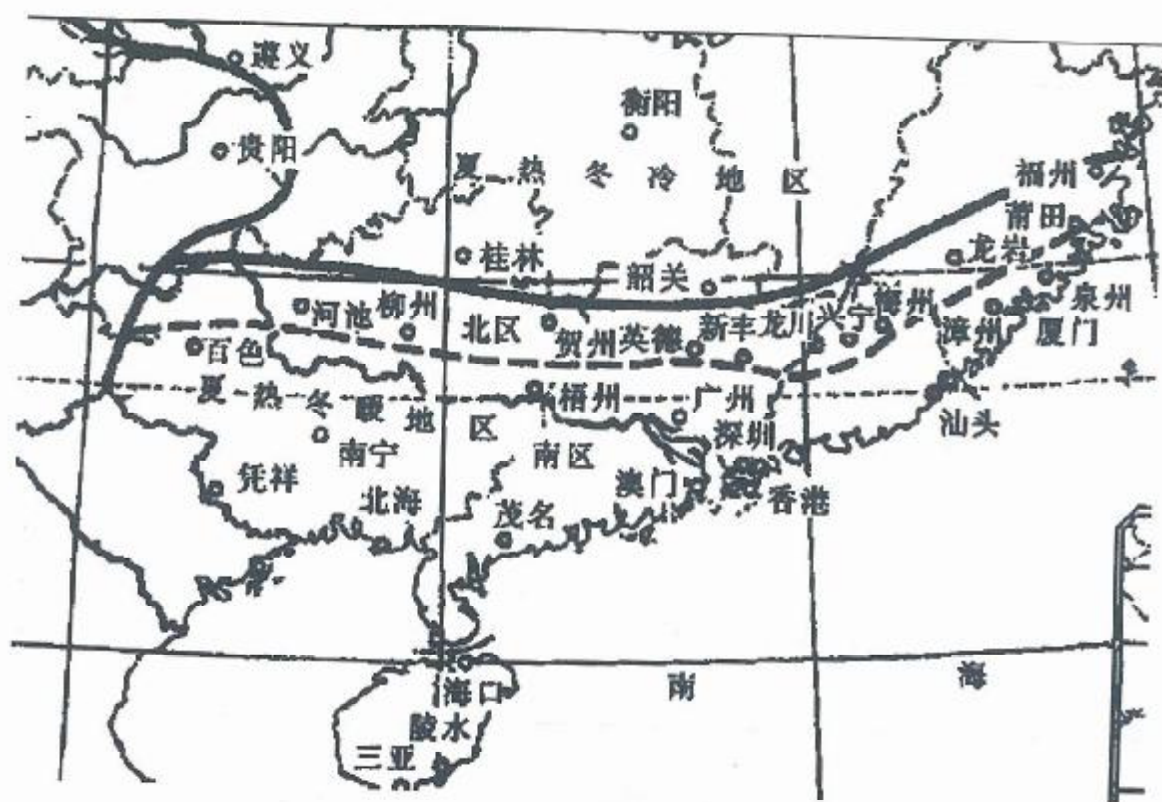 遵义
衡阳
贵阳
夏热冬冷地区
福州
莆田
桂林
韶关
龙岩
河池
柳州
北区
贺州
英德
新丰
龙川
兴宁
梅州
漳州
厦门
泉州
百色
夏热冬暖地区
梧州
广州
汕头
南宁
南区
深圳
凭祥
北海
茂名
澳门
香港
海口
南海
陵水
三亚